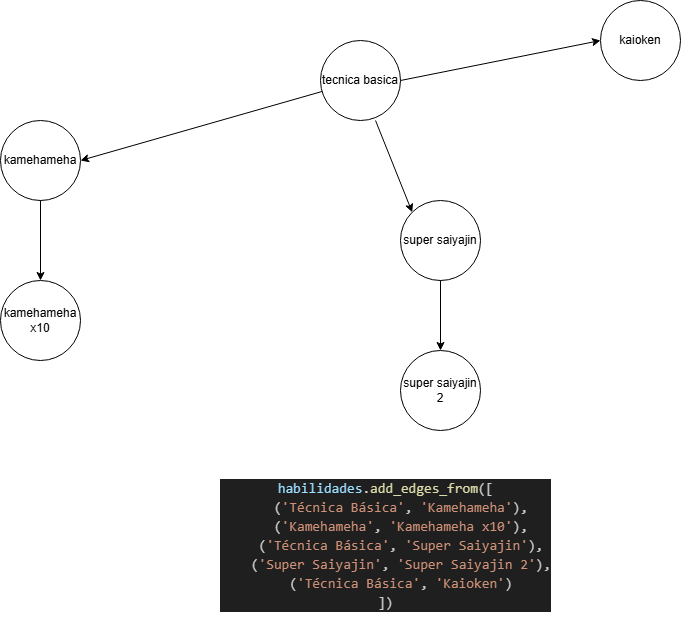 kaioken
tecnica basica
kamehameha
super saiyajin
kamehameha
x10
super saiyajin
2
habilidades.add_edges_from([
('Técnica Básica', 'Kamehameha'),
('Kamehameha', 'Kamehameha x10'),
('Técnica Básica', 'Super Saiyajin'),
('Super Saiyajin', 'Super Saiyajin 2'),
('Técnica Básica', 'Kaioken')
])